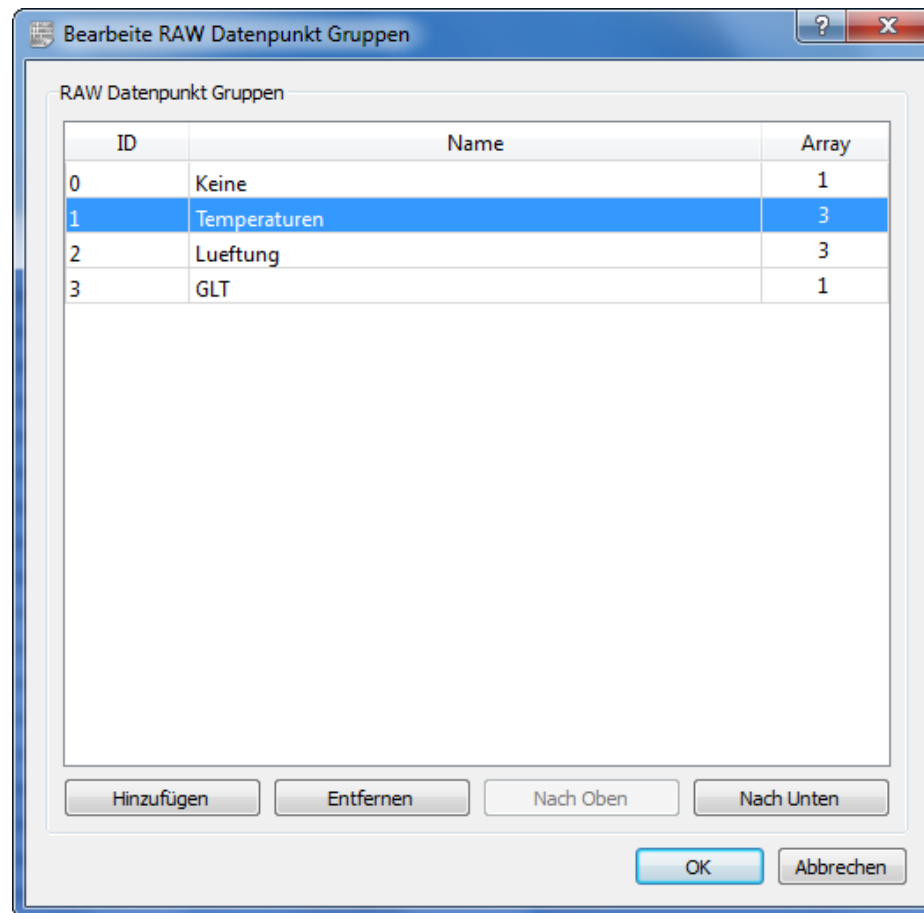 Bearbeite RAW Datenpunkt Gruppen ?
RAW Datenpunkt Gruppen
ID Name Array
0 Keine 1
1 Temperaturen 3
2 Lueftung 3
3 GLT 1
Hinzufügen Entfernen Nach Oben Nach Unten
OK Abbrechen